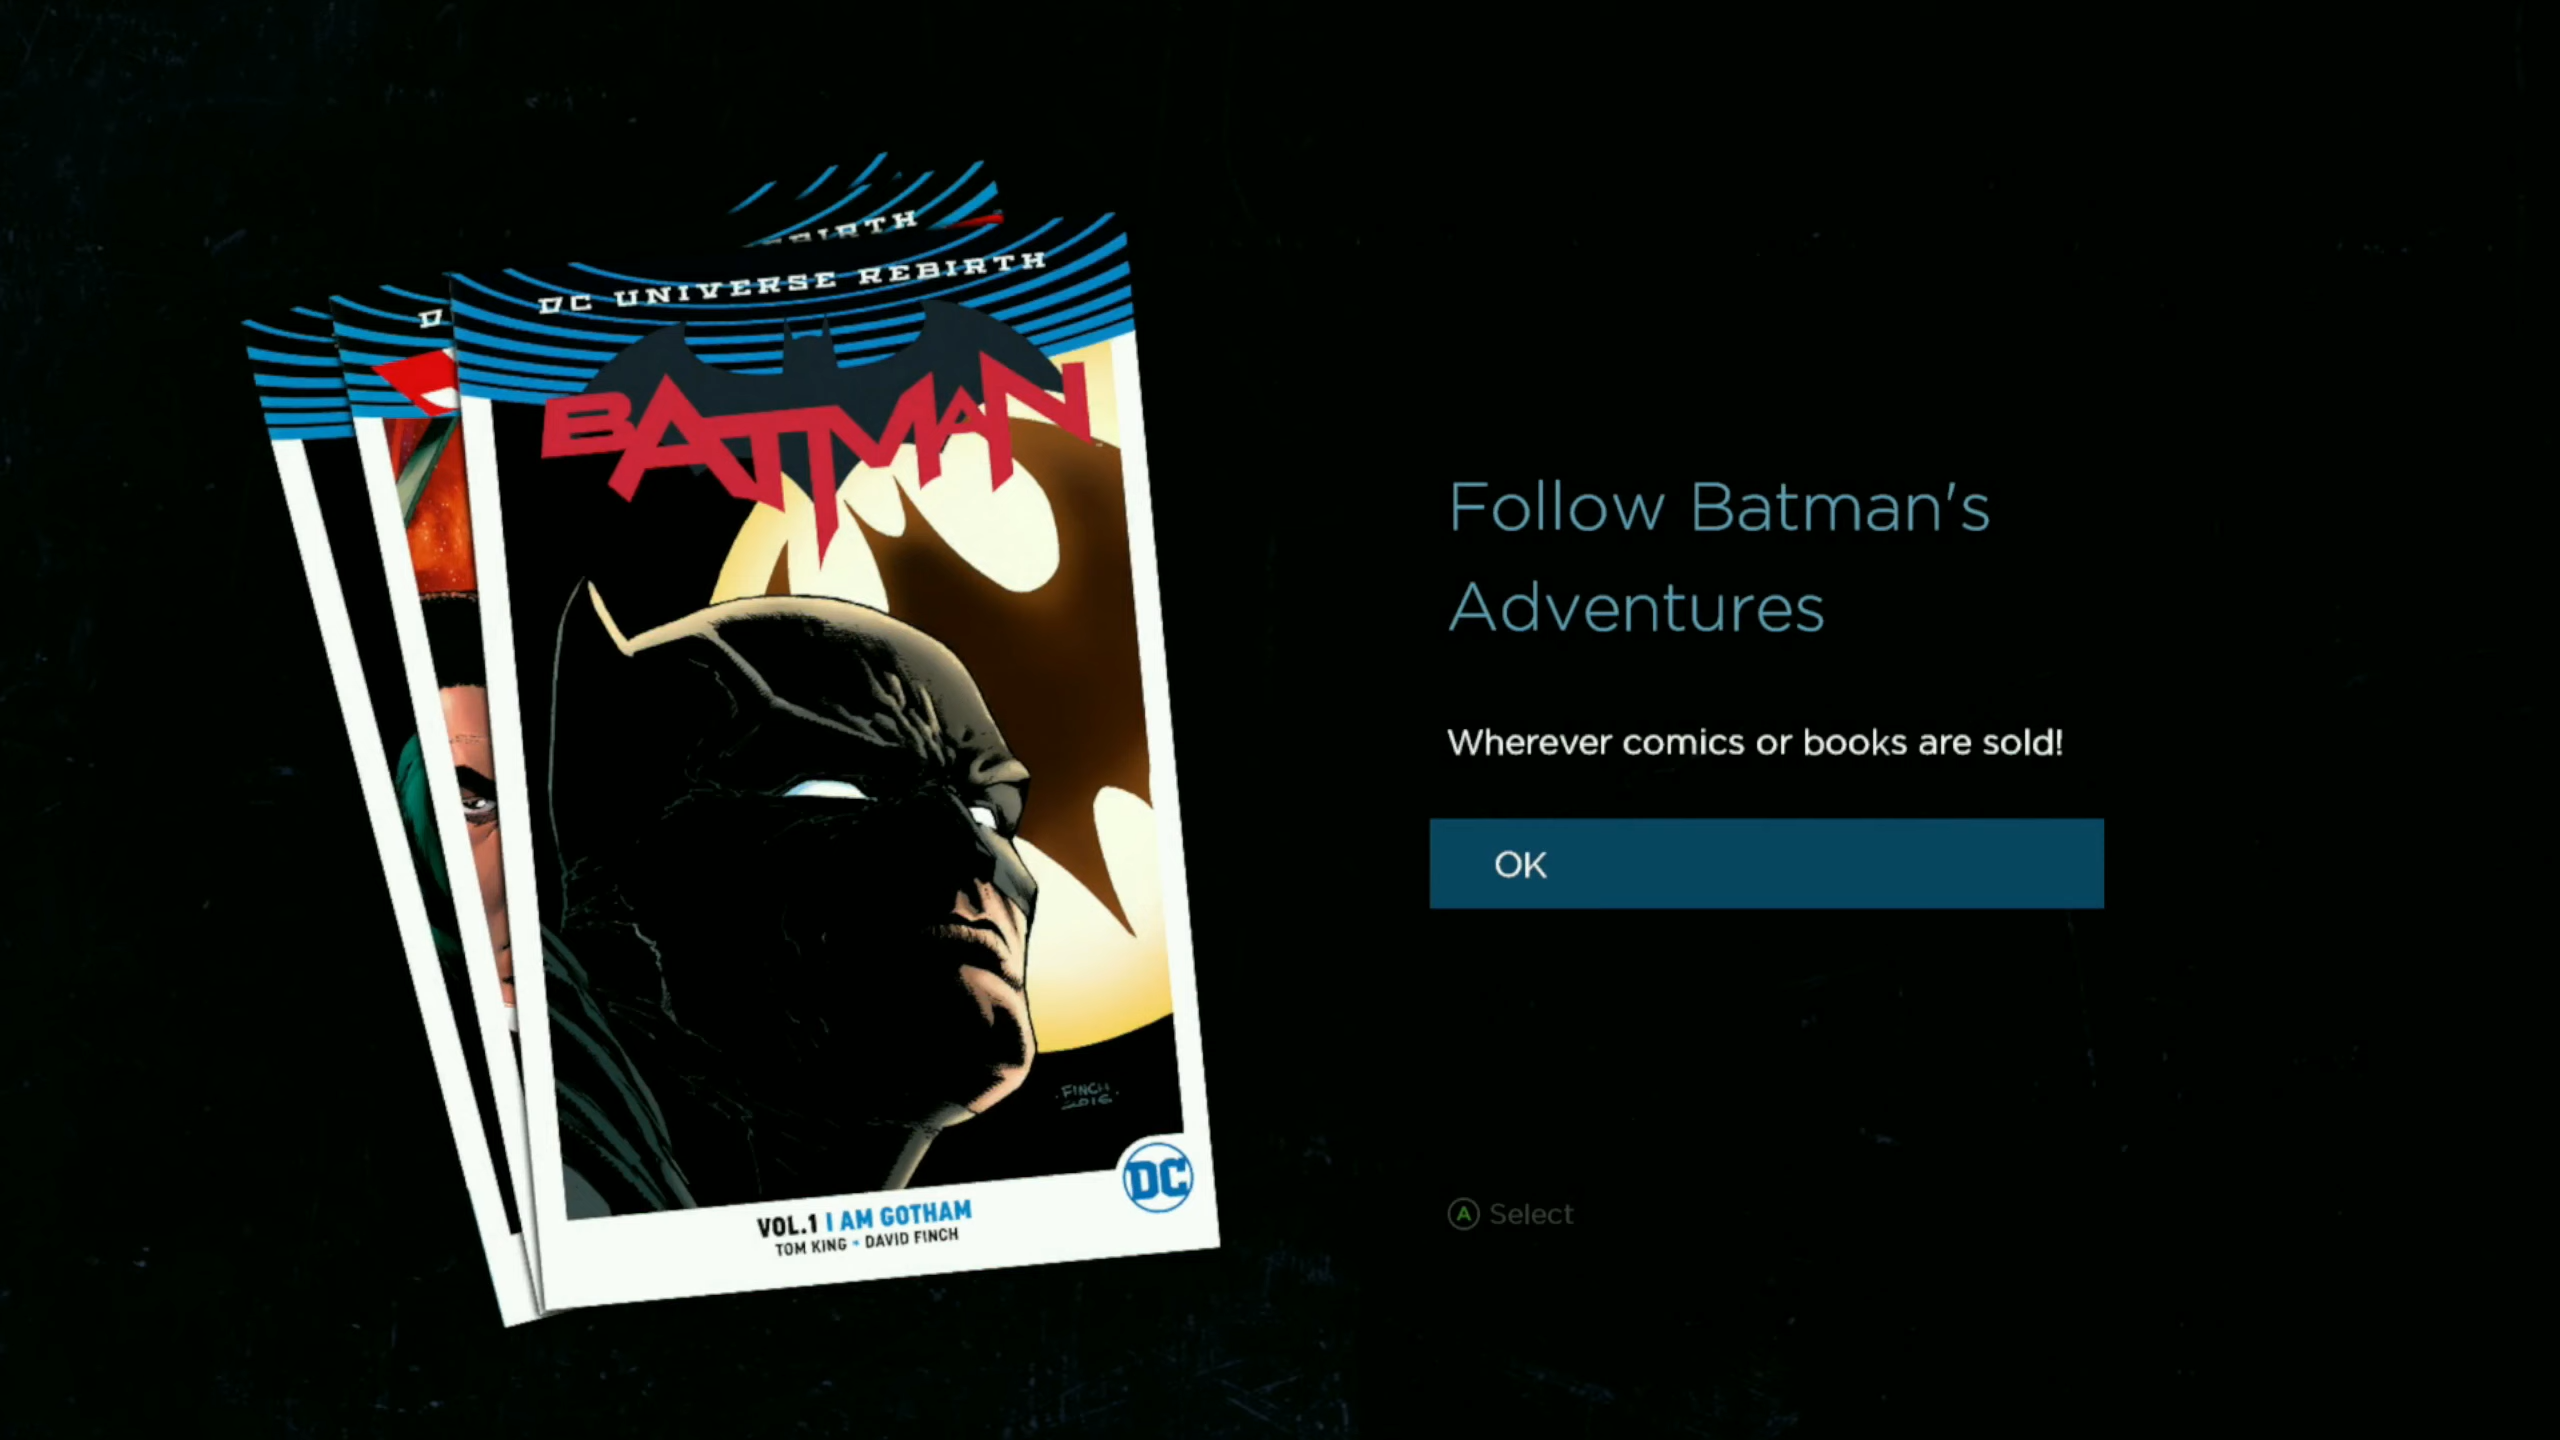 DC UNIVERSE REBIRTH
BATMAN
FINCH
2016
DC
VOL.1 I AM GOTHAM
TOM KING • DAVID FINCH
Follow Batman's
Adventures
Wherever comics or books are sold!
OK
A Select